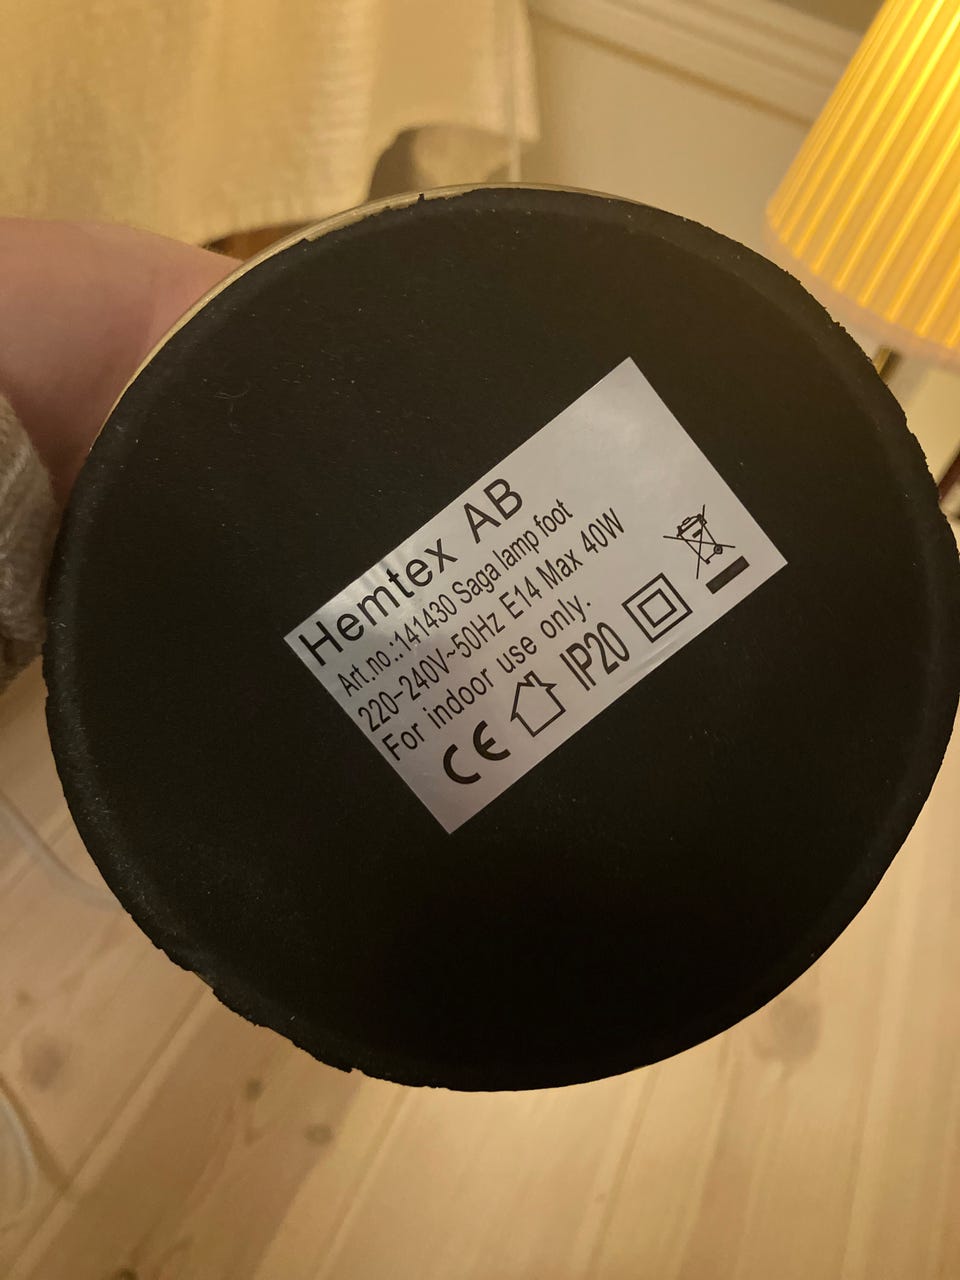 Hemtex AB
Art.no.:141430 Saga lamp foot
220-240V~50Hz E14 Max 40W
For indoor use only.
CE IP20